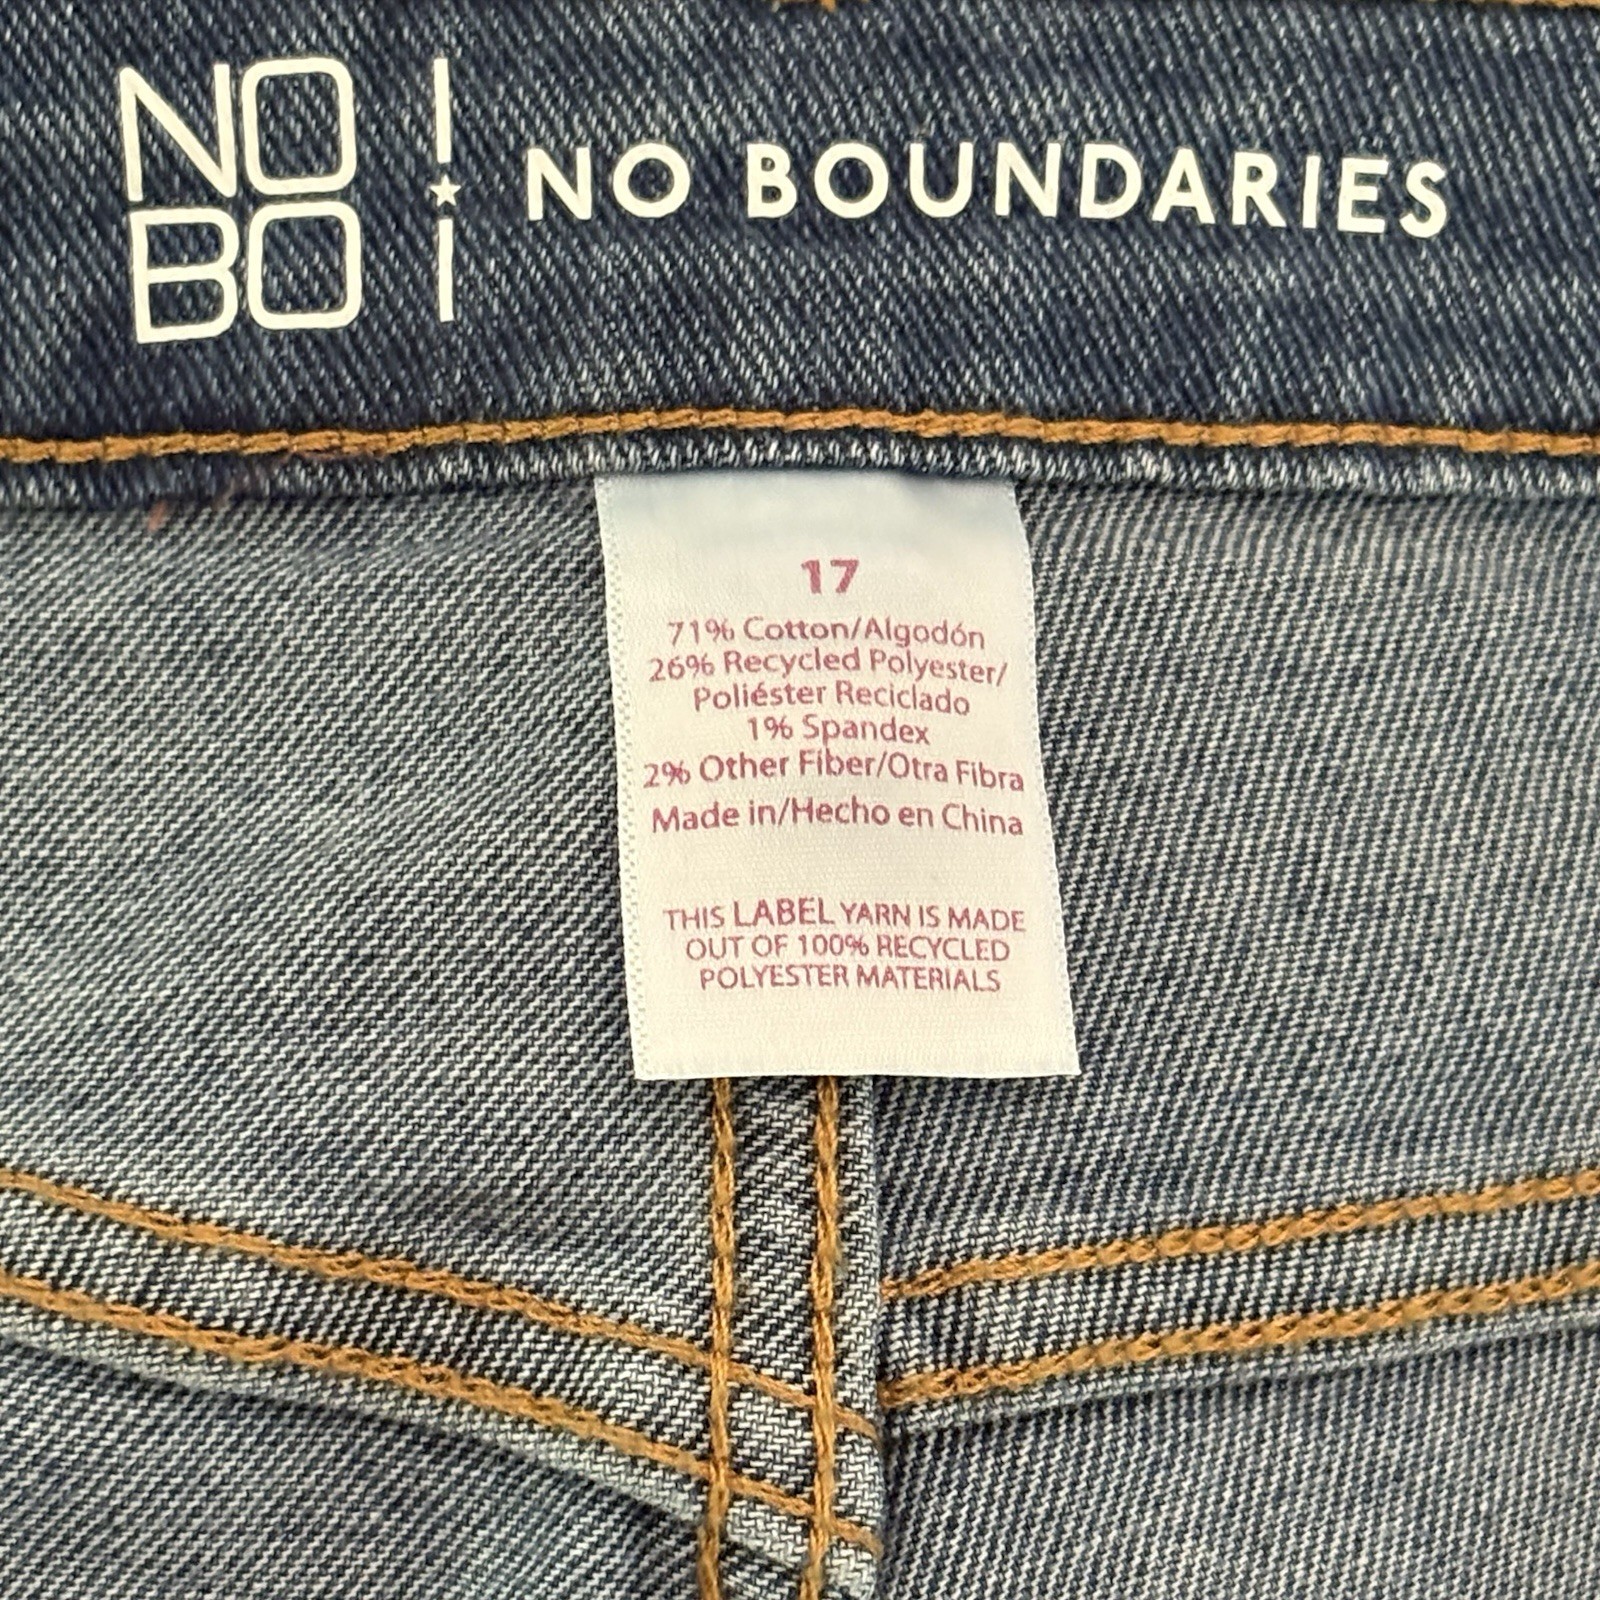 NO
BO
NO BOUNDARIES
17
71% Cotton/Algodón
26% Recycled Polyester/
Poliéster Reciclado
1% Spandex
2% Other Fiber/Otra Fibra
Made in/Hecho en China
THIS LABEL YARN IS MADE
OUT OF 100% RECYCLED
POLYESTER MATERIALS